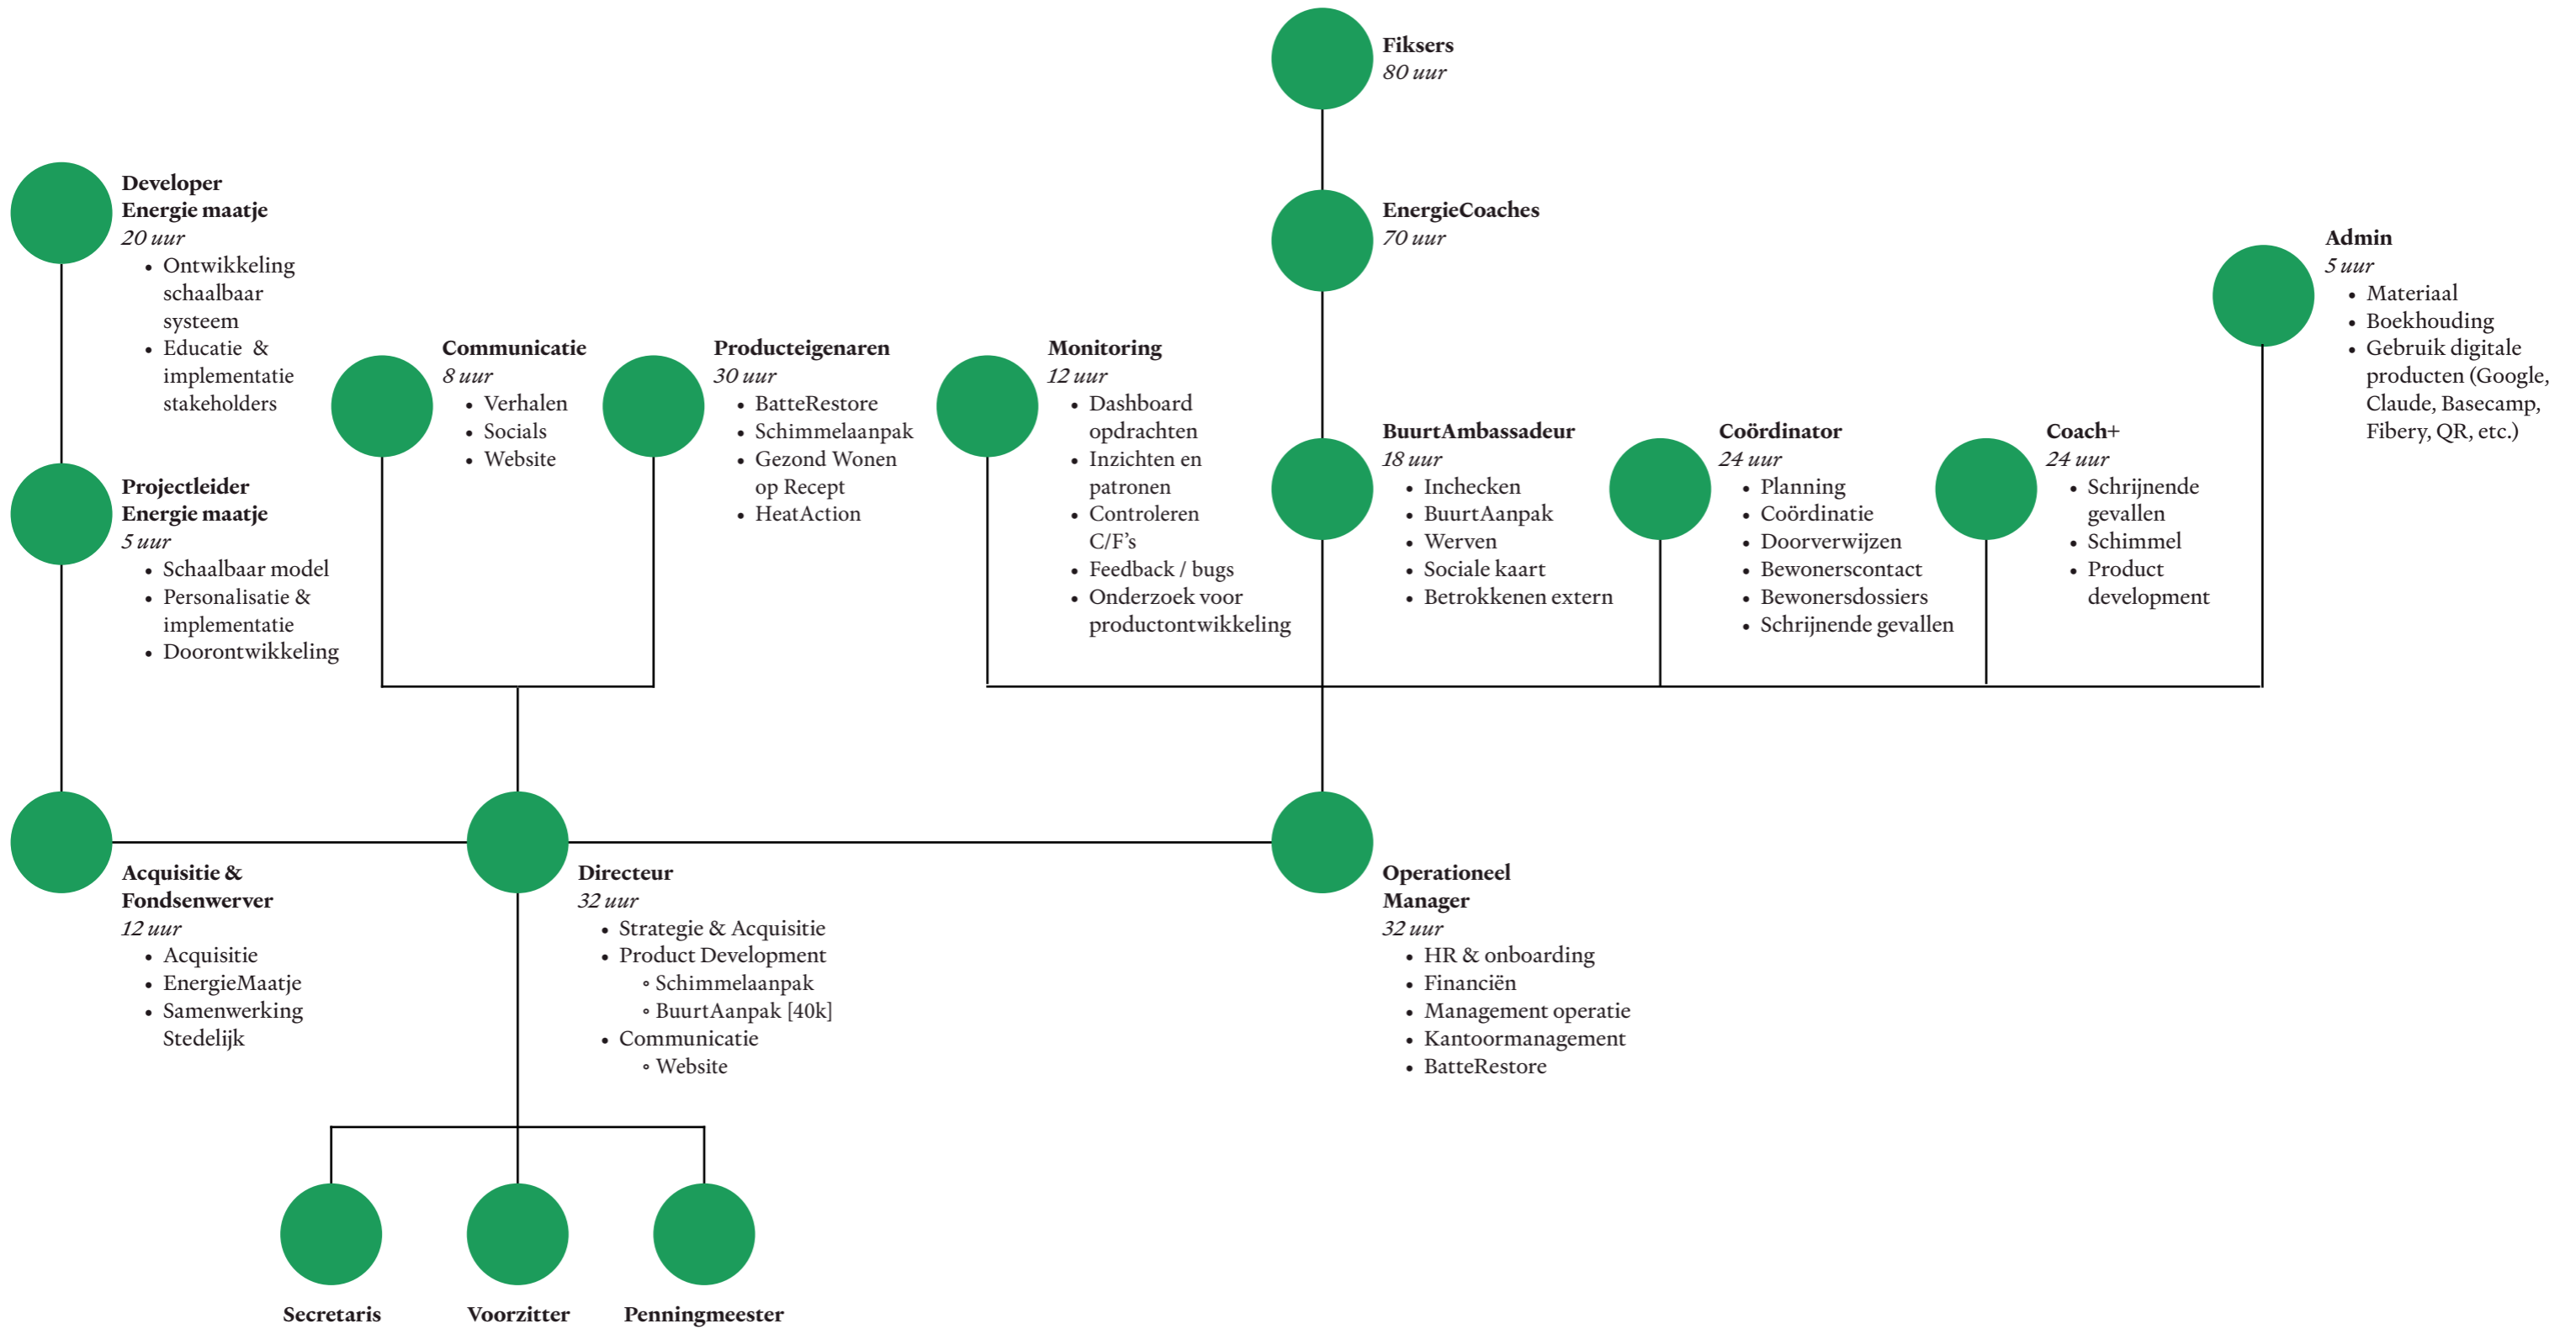 Fiksers
80 uur
EnergieCoaches
70 uur
Developer
Energie maatje
20 uur
• Ontwikkeling
schaalbaar
systeem
• Educatie &
implementatie
stakeholders
Admin
5 uur
• Materiaal
• Boekhouding
• Gebruik digitale
producten (Google,
Claude, Basecamp,
Fibery, QR, etc.)
Communicatie
8 uur
• Verhalen
• Socials
• Website
Producteigenaren
30 uur
• BatteRestore
• Schimmelaanpak
• Gezond Wonen
op Recept
• HeatAction
Monitoring
12 uur
• Dashboard
opdrachten
• Inzichten en
patronen
• Controleren
C/F's
• Feedback / bugs
• Onderzoek voor
productontwikkeling
BuurtAmbassadeur
18 uur
• Inchecken
• BuurtAanpak
• Werven
• Sociale kaart
• Betrokkenen extern
Coördinator
24 uur
• Planning
• Coördinatie
• Doorverwijzen
• Bewonerscontact
• Bewonersdossiers
• Schrijnende gevallen
Coach+
24 uur
• Schrijnende
gevallen
• Schimmel
• Product
development
Projectleider
Energie maatje
5 uur
• Schaalbaar model
• Personalisatie &
implementatie
• Doorontwikkeling
Acquisitie &
Fondsenwerver
12 uur
• Acquisitie
• EnergieMaatje
• Samenwerking
Stedelijk
Directeur
32 uur
• Strategie & Acquisitie
• Product Development
◦ Schimmelaanpak
◦ BuurtAanpak [40k]
• Communicatie
◦ Website
Operationeel
Manager
32 uur
• HR & onboarding
• Financiën
• Management operatie
• Kantoormanagement
• BatteRestore
Secretaris
Voorzitter
Penningmeester